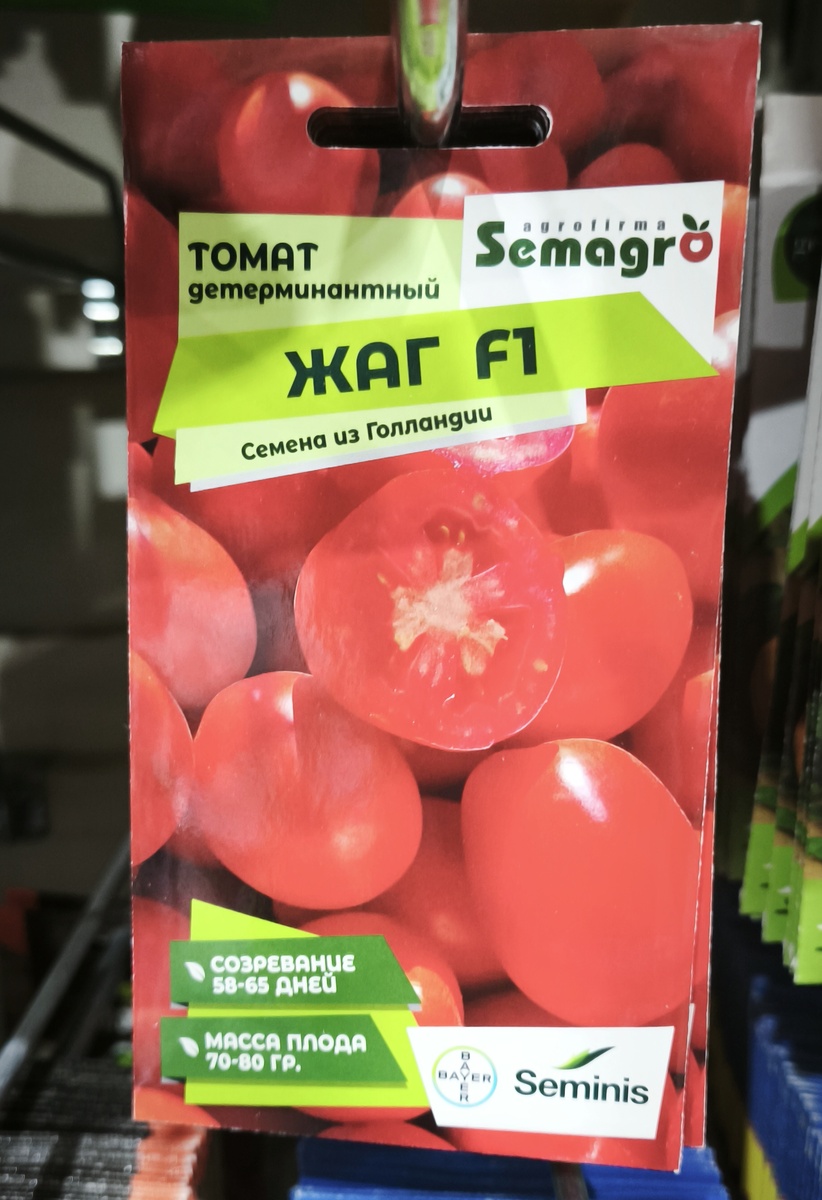 agrofirma
Semagro
ТОМАТ
детерминантный
ЖАГ F1
Семена из Голландии
СОЗРЕВАНИЕ
58-65 ДНЕЙ
МАССА ПЛОДА
70-80 ГР.
BAYER
BAYER
Seminis